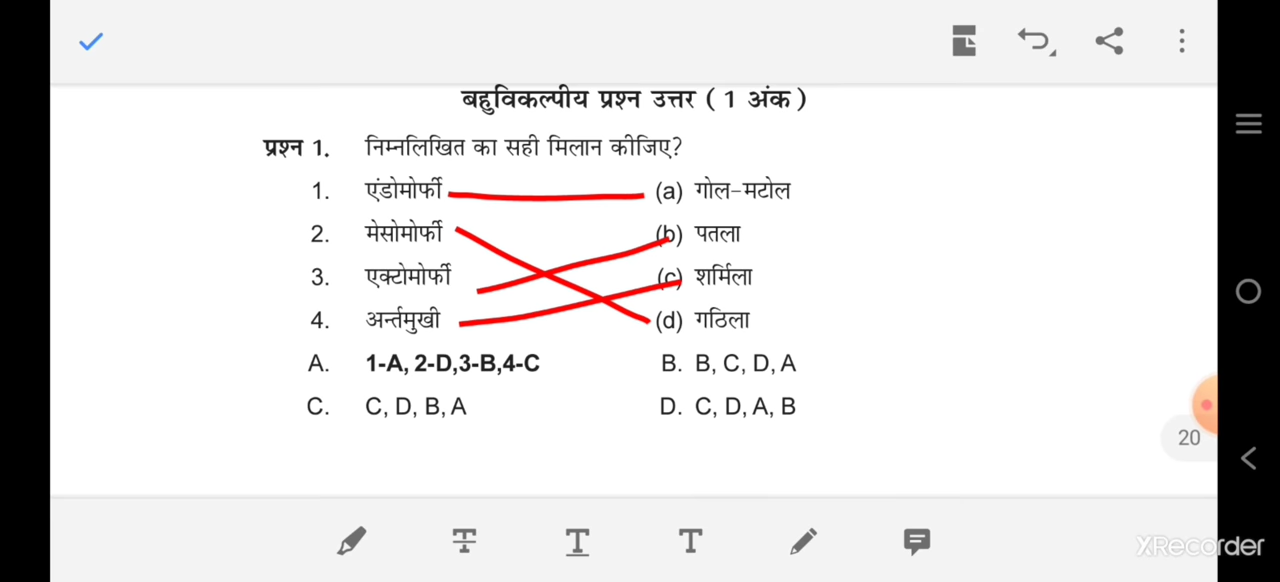 बहुविकल्पीय प्रश्न उत्तर ( 1 अंक )
प्रश्न 1. निम्नलिखित का सही मिलान कीजिए?
1. एंडोमोर्फी (a) गोल-मटोल
2. मेसोमोर्फी (b) पतला
3. एक्टोमोर्फी (c) शर्मिला
4. अर्न्तमुखी (d) गठिला
A. 1-A, 2-D,3-B,4-C B. B, C, D, A
C. C, D, B, A D. C, D, A, B
20
XRecorder